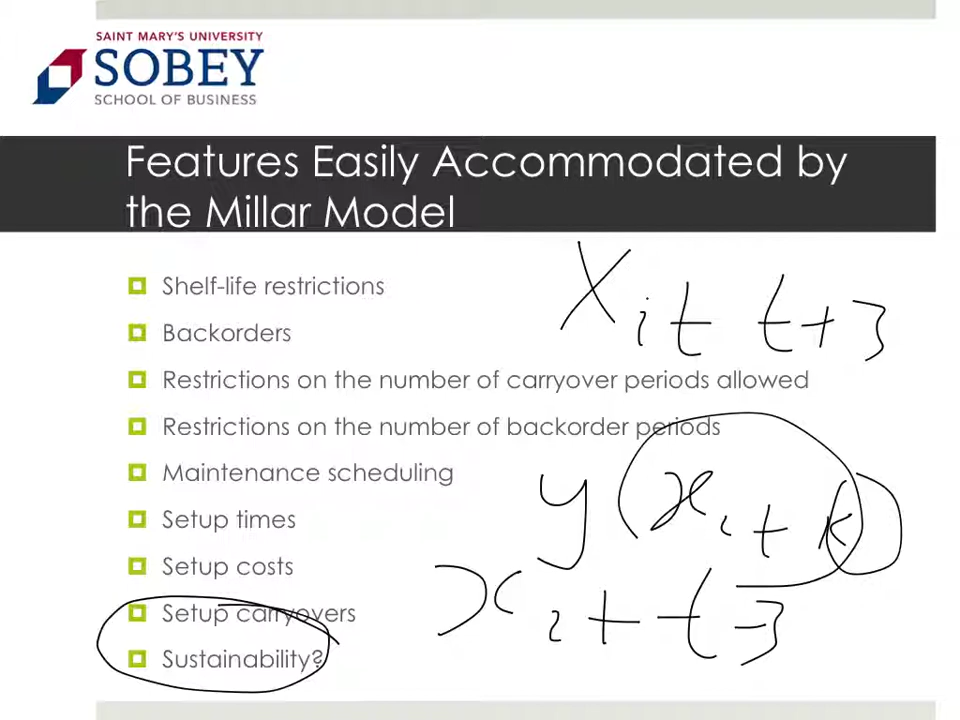 SAINT MARY'S UNIVERSITY
SOBEY
SCHOOL OF BUSINESS
Features Easily Accommodated by
the Millar Model
Shelf-life restrictions
X i t t+3
Backorders
Restrictions on the number of carryover periods allowed
Restrictions on the number of backorder periods
Maintenance scheduling
y x i t k
Setup times
Setup costs
Setup carryovers
x i t t-3
Sustainability?